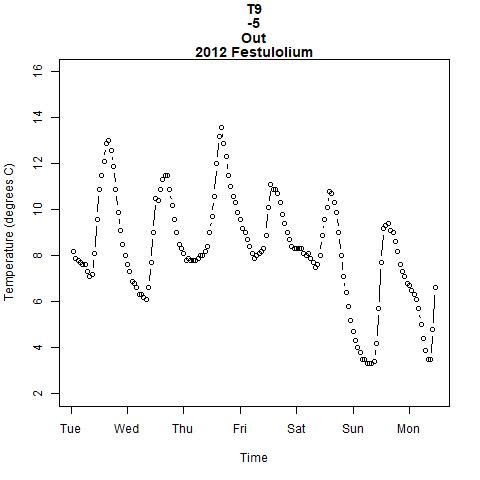 T9
-5
Out
2012 Festulolium
Temperature (degrees C)
16
14
12
10
8
6
4
2
Tue Wed Thu Fri Sat Sun Mon
Time